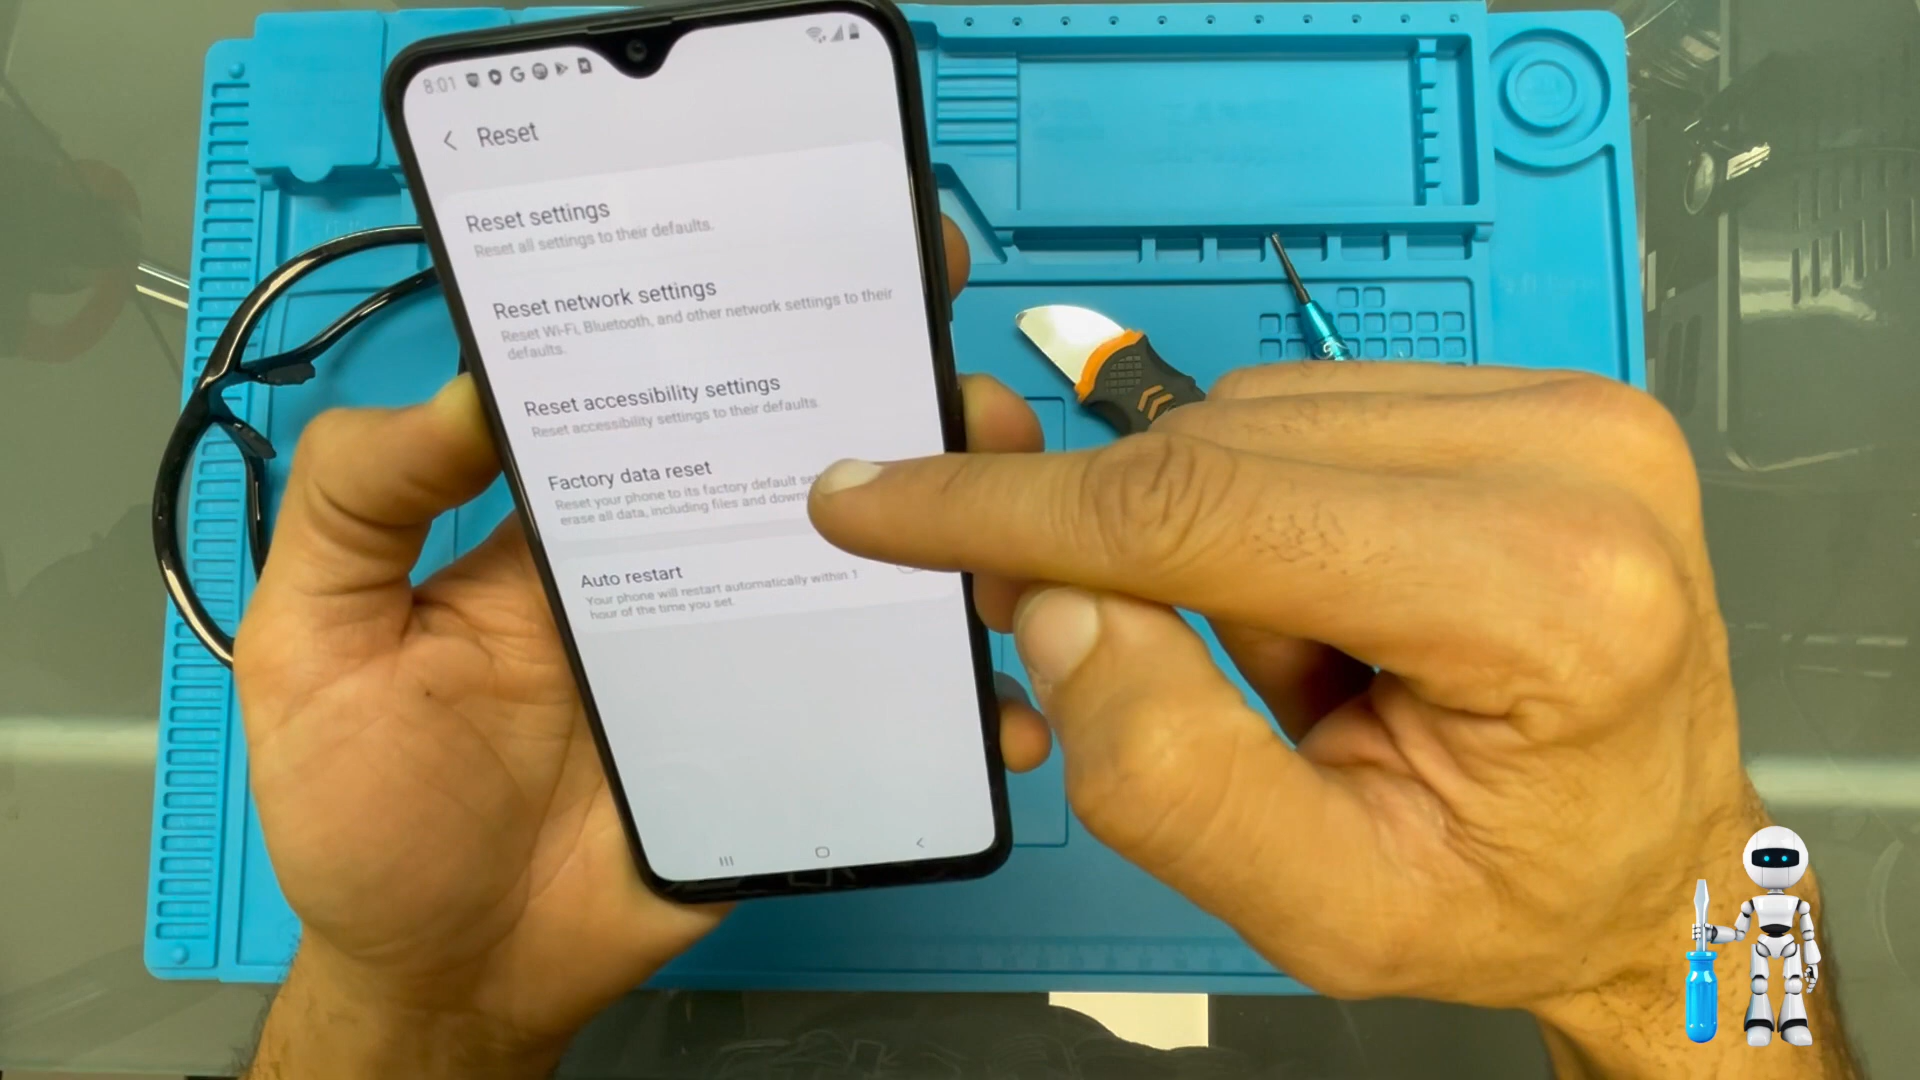 8:01
Reset
Reset settings
Reset all settings to their defaults.
Reset network settings
Reset Wi-Fi, Bluetooth, and other network settings to their
defaults.
Reset accessibility settings
Reset accessibility settings to their defaults.
Factory data reset
Reset your phone to its factory default
erase all data, including files and
Auto restart
Your phone will restart automatically within 1
hour of the time you set.